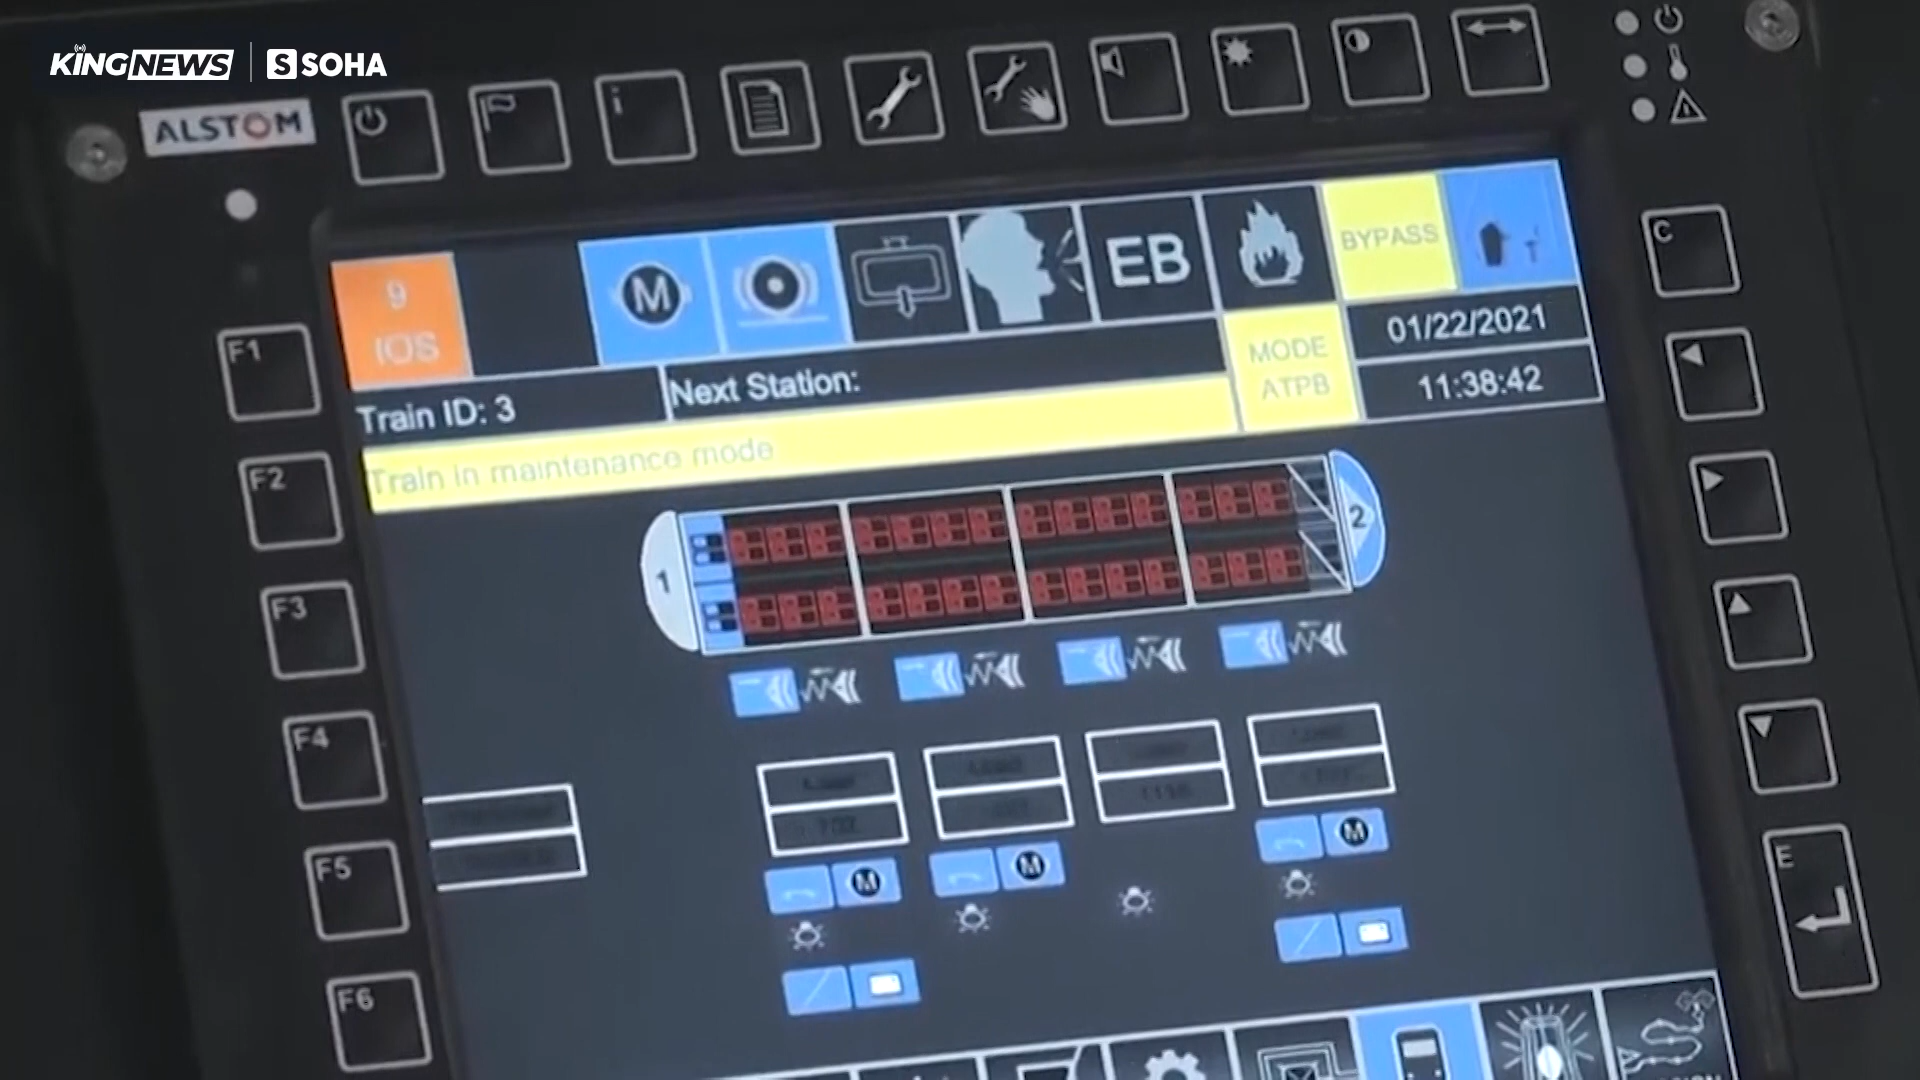 KINGNEWS SOHA
ALSTOM
i
C
9
IOS
M
EB
BYPASS
F1
Train ID: 3
Next Station:
MODE
ATPB
01/22/2021
11:38:42
Train in maintenance mode
F2
1
2
F3
F4
M
M
M
F5
E
F6